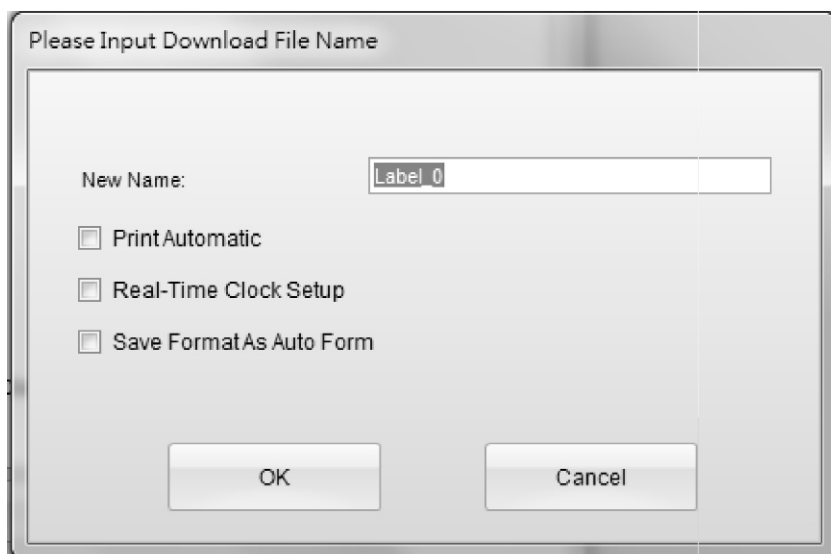 Please Input Download File Name
New Name: Label_0
Print Automatic
Real-Time Clock Setup
Save Format As Auto Form
OK Cancel